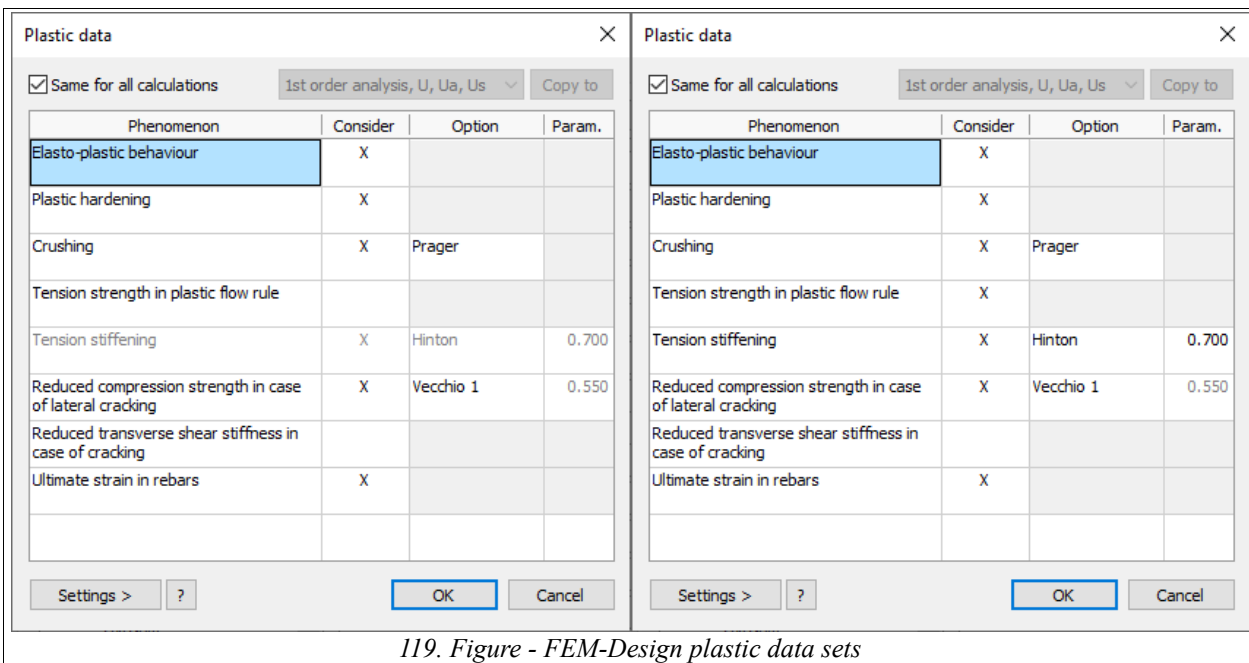 Plastic data
Same for all calculations 1st order analysis, U, Ua, Us Copy to
Phenomenon Consider Option Param.
Elasto-plastic behaviour X
Plastic hardening X
Crushing X Prager
Tension strength in plastic flow rule
Tension stiffening X Hinton 0.700
Reduced compression strength in case X Vecchio 1 0.550
of lateral cracking
Reduced transverse shear stiffness in
case of cracking
Ultimate strain in rebars X
Settings > ? OK Cancel
Plastic data
Same for all calculations 1st order analysis, U, Ua, Us Copy to
Phenomenon Consider Option Param.
Elasto-plastic behaviour X
Plastic hardening X
Crushing X Prager
Tension strength in plastic flow rule X
Tension stiffening X Hinton 0.700
Reduced compression strength in case X Vecchio 1 0.550
of lateral cracking
Reduced transverse shear stiffness in
case of cracking
Ultimate strain in rebars X
Settings > ? OK Cancel
119. Figure - FEM-Design plastic data sets